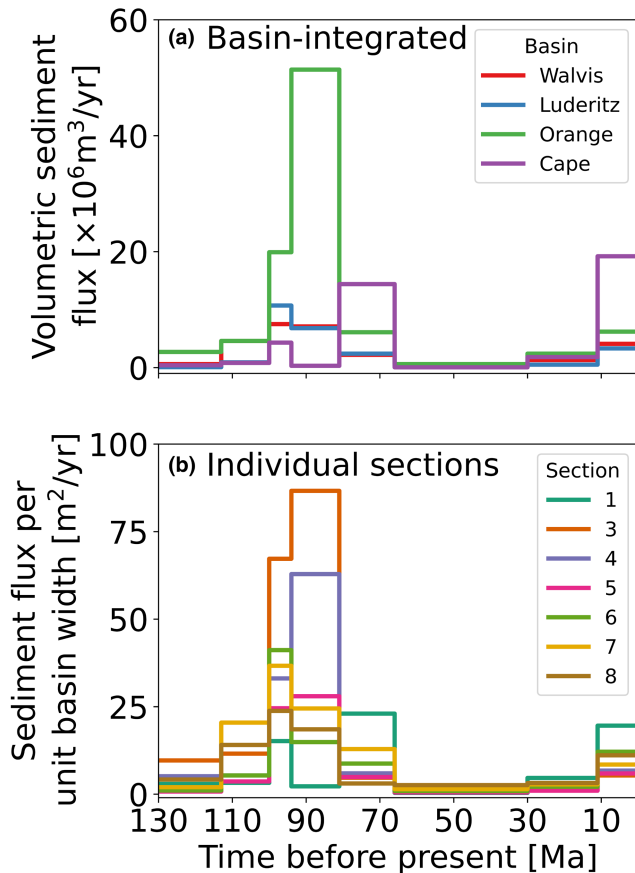 (a) Basin-integrated
Volumetric sediment
flux [×10⁶m³/yr)
60
40
20
0
Basin
Walvis
Luderitz
Orange
Cape
(b) Individual sections
Sediment flux per
unit basin width [m²/yr]
100
75
50
25
0
Section
1
3
4
5
6
7
8
130 110 90 70 50 30 10
Time before present [Ma]